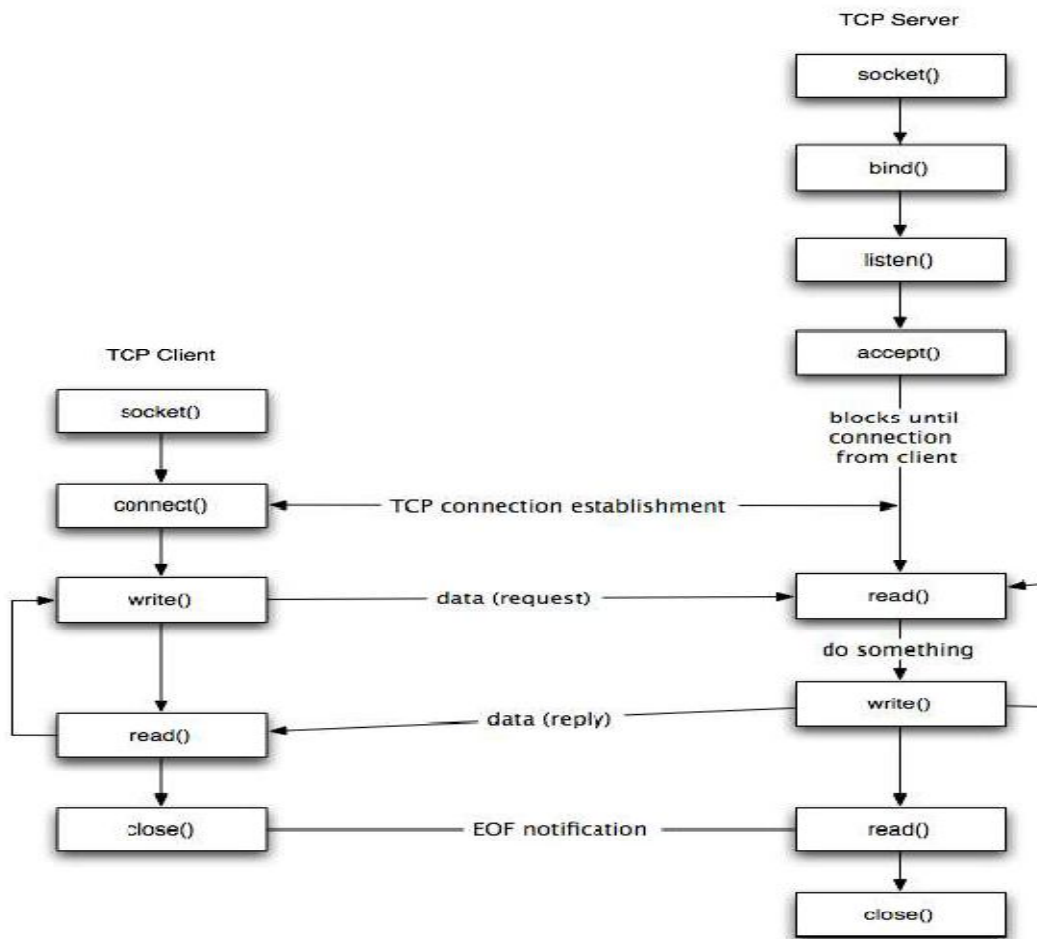 TCP Server
socket()
bind()
listen()
TCP Client
accept()
socket()
blocks until
connection
from client
connect()
TCP connection establishment
write()
data (request)
read()
do something
read()
data (reply)
write()
close()
EOF notification
read()
close()